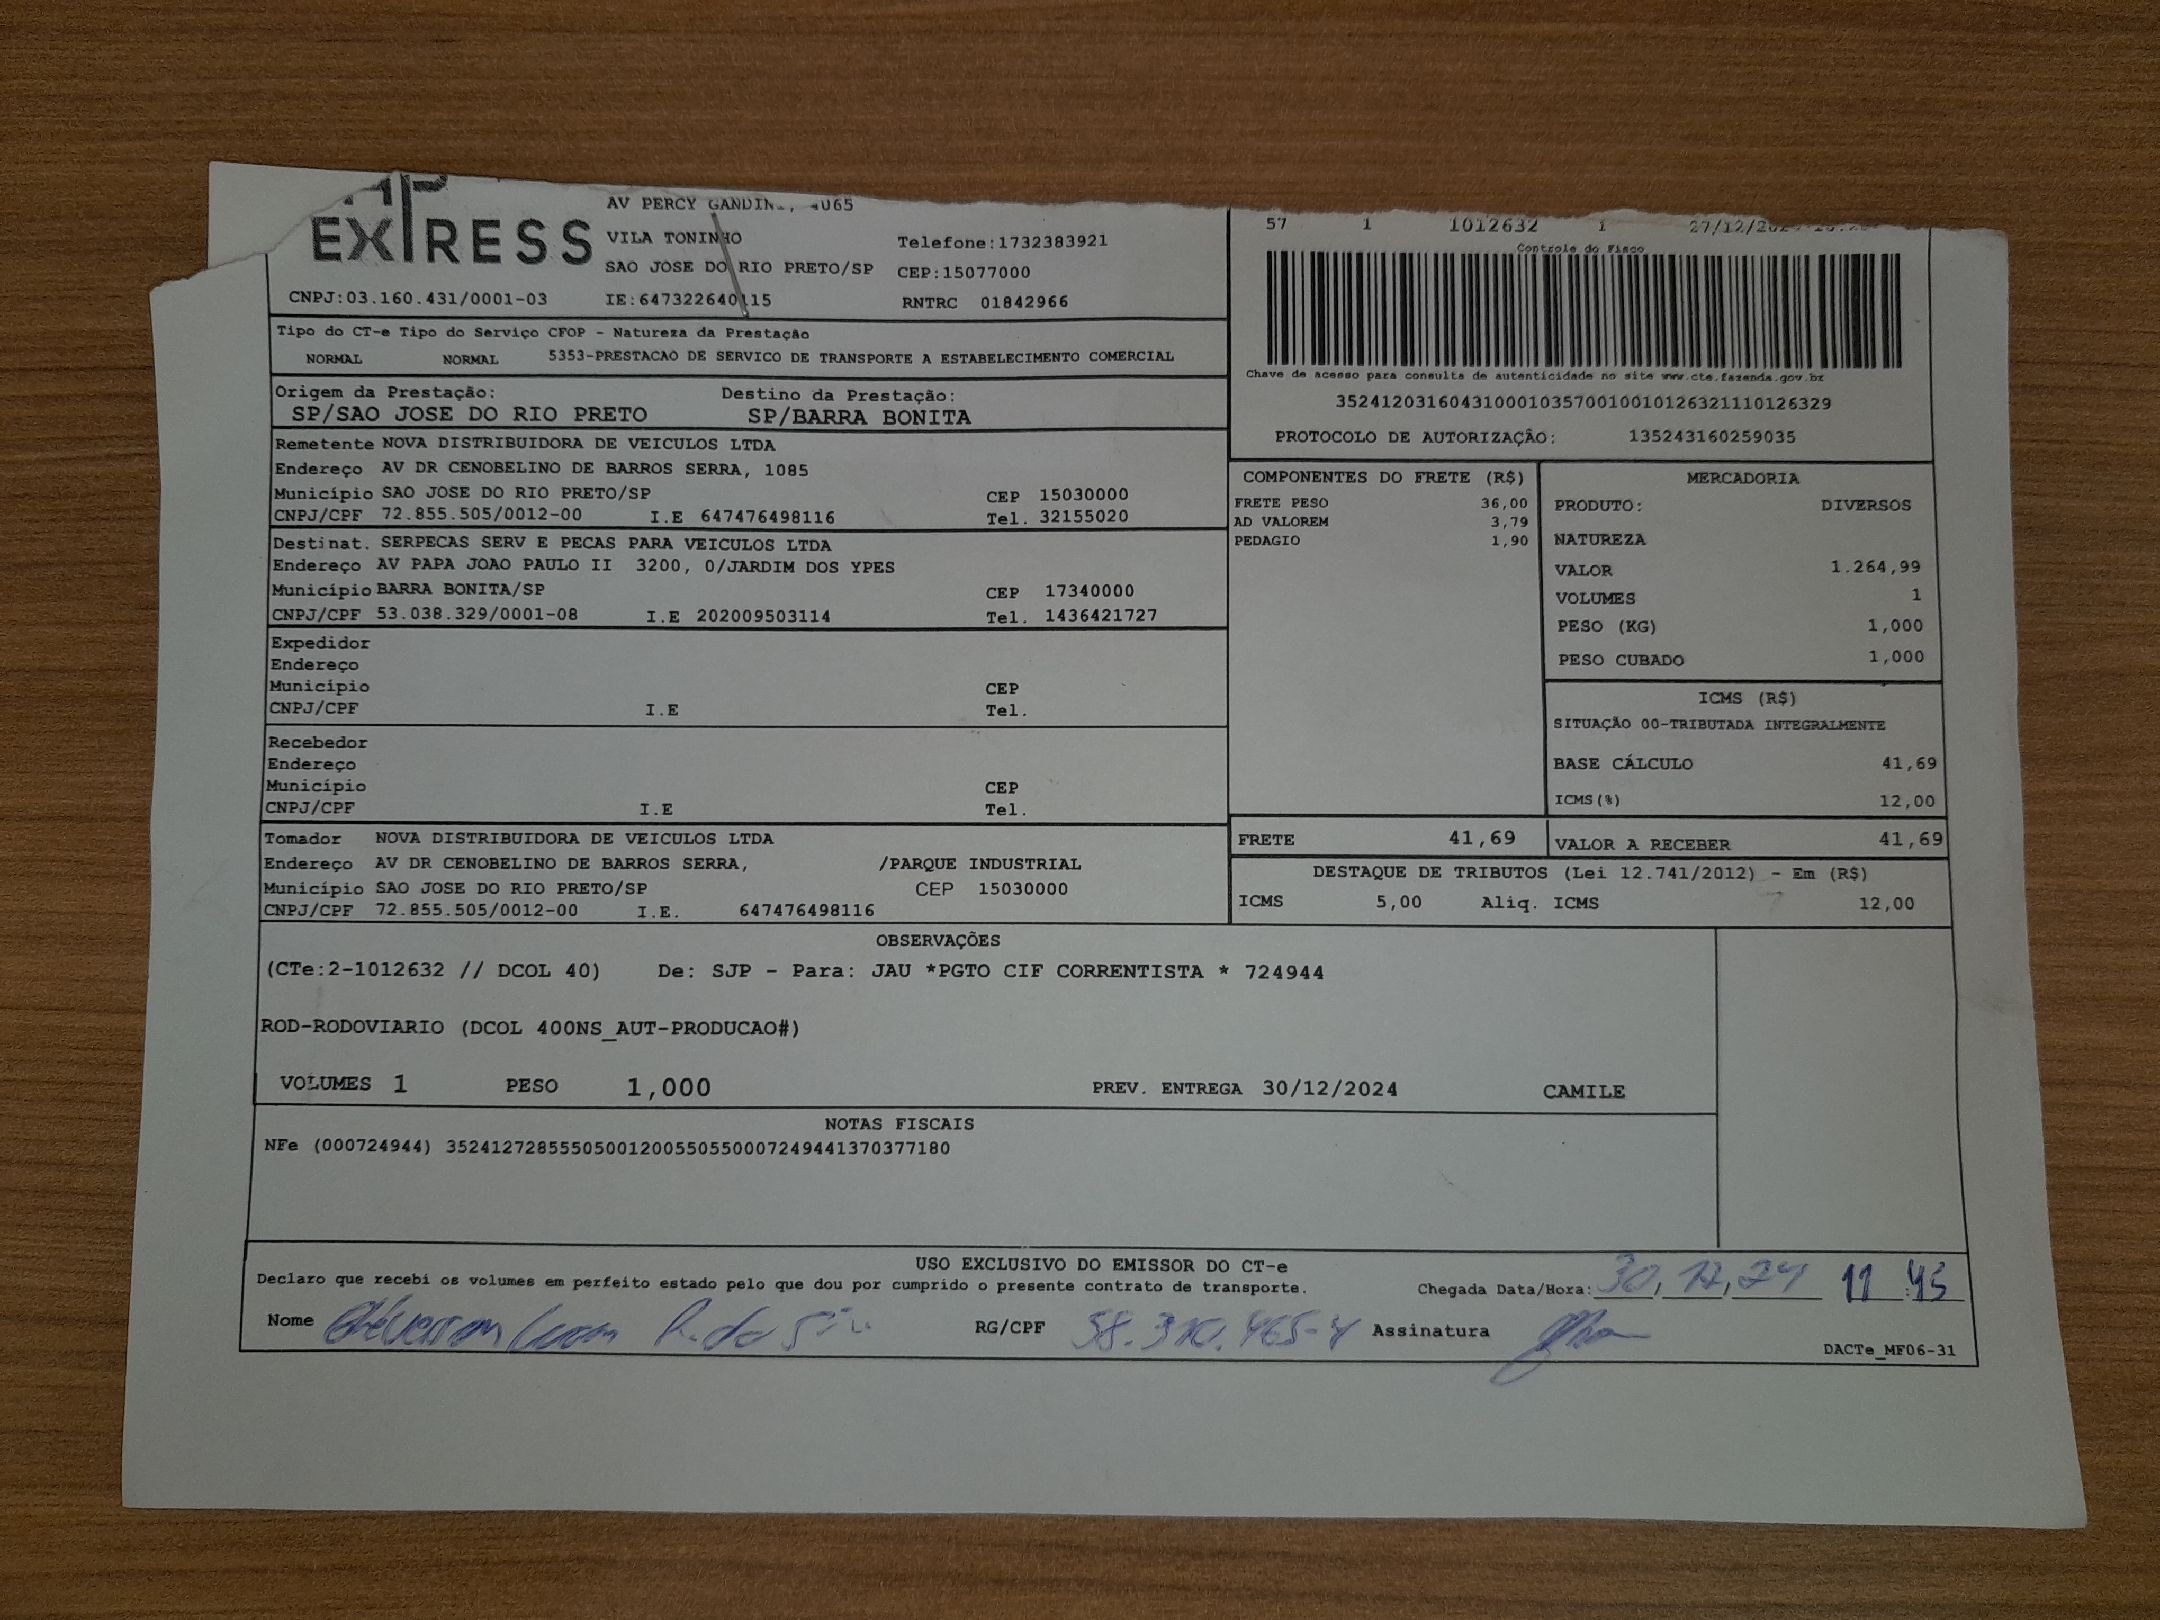 EXPRESS
AV PERCY
VILA TONINHO Telefone:1732383921
SAO JOSE DO RIO PRETO/SP CEP:15077000
CNPJ:03.160.431/0001-03 IE:647322640115 RNTRC 01842966
57 1 1012632 1
Controle do Fisco
Chave de acesso para consulta de autenticidade no site www.cte.fazenda.gov.br
35241203160431000103570010010126321110126329
PROTOCOLO DE AUTORIZAÇÃO: 135243160259035
Tipo do CT-e Tipo do Serviço CFOP - Natureza da Prestação
NORMAL NORMAL 5353-PRESTACAO DE SERVICO DE TRANSPORTE A ESTABELECIMENTO COMERCIAL
Origem da Prestação: Destino da Prestação:
SP/SAO JOSE DO RIO PRETO SP/BARRA BONITA
Remetente NOVA DISTRIBUIDORA DE VEICULOS LTDA
Endereço AV DR CENOBELINO DE BARROS SERRA, 1085
Município SAO JOSE DO RIO PRETO/SP CEP 15030000
CNPJ/CPF 72.855.505/0012-00 I.E 647476498116 Tel. 32155020
Destinat. SERPECAS SERV E PECAS PARA VEICULOS LTDA
Endereço AV PAPA JOAO PAULO II 3200, 0/JARDIM DOS YPES
Município BARRA BONITA/SP CEP 17340000
CNPJ/CPF 53.038.329/0001-08 I.E 202009503114 Tel. 1436421727
Expedidor
Endereço
Município CEP
CNPJ/CPF I.E Tel.
Recebedor
Endereço
Município CEP
CNPJ/CPF I.E Tel.
Tomador NOVA DISTRIBUIDORA DE VEICULOS LTDA
Endereço AV DR CENOBELINO DE BARROS SERRA, /PARQUE INDUSTRIAL
Município SAO JOSE DO RIO PRETO/SP CEP 15030000
CNPJ/CPF 72.855.505/0012-00 I.E. 647476498116
COMPONENTES DO FRETE (R$)
FRETE PESO 36,00
AD VALOREM 3,79
PEDAGIO 1,90
MERCADORIA
PRODUTO: DIVERSOS
NATUREZA
VALOR 1.264,99
VOLUMES 1
PESO (KG) 1,000
PESO CUBADO 1,000
ICMS (R$)
SITUAÇÃO 00-TRIBUTADA INTEGRALMENTE
BASE CÁLCULO 41,69
ICMS(%) 12,00
FRETE 41,69 VALOR A RECEBER 41,69
DESTAQUE DE TRIBUTOS (Lei 12.741/2012) - Em (R$)
ICMS 5,00 Aliq. ICMS 12,00
OBSERVAÇÕES
(CTe:2-1012632 // DCOL 40) De: SJP - Para: JAU *PGTO CIF CORRENTISTA * 724944
ROD-RODOVIARIO (DCOL 400NS_AUT-PRODUCAO#)
VOLUMES 1 PESO 1,000 PREV. ENTREGA 30/12/2024 CAMILE
NOTAS FISCAIS
NFe (000724944) 35241272855505001200550550007249441370377180
USO EXCLUSIVO DO EMISSOR DO CT-e
Declaro que recebi os volumes em perfeito estado pelo que dou por cumprido o presente contrato de transporte.
Chegada Data/Hora: 30, 12, 24 11:45
Nome RG/CPF Assinatura
DACTe_MF06-31